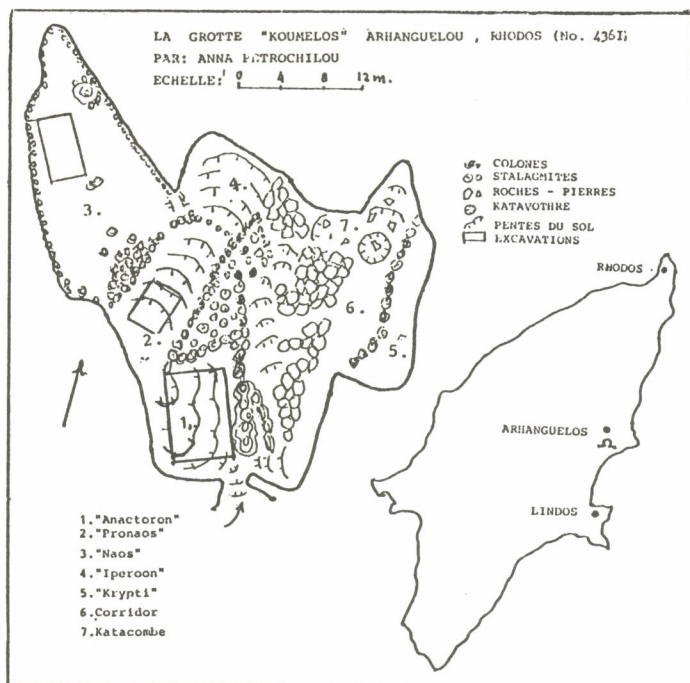 LA GROTTE "KOUMELOS" ARHANGUELOU , RHODOS (No. 4361)
PAR: ANNA PETROCHILOU
ECHELLE: 0 4 8 12 m.
COLONES
STALAGMITES
ROCHES - PIERRES
KATAVOTHRE
PENTES DU SOL
EXCAVATIONS
4.
3.
7.
2.
6.
5.
1.
RHODOS
ARHANGUELOS
LINDOS
1."Anactoron"
2."Pronaos"
3."Naos"
4."Iperoon"
5."Krypti"
6.Corridor
7.Katacombe